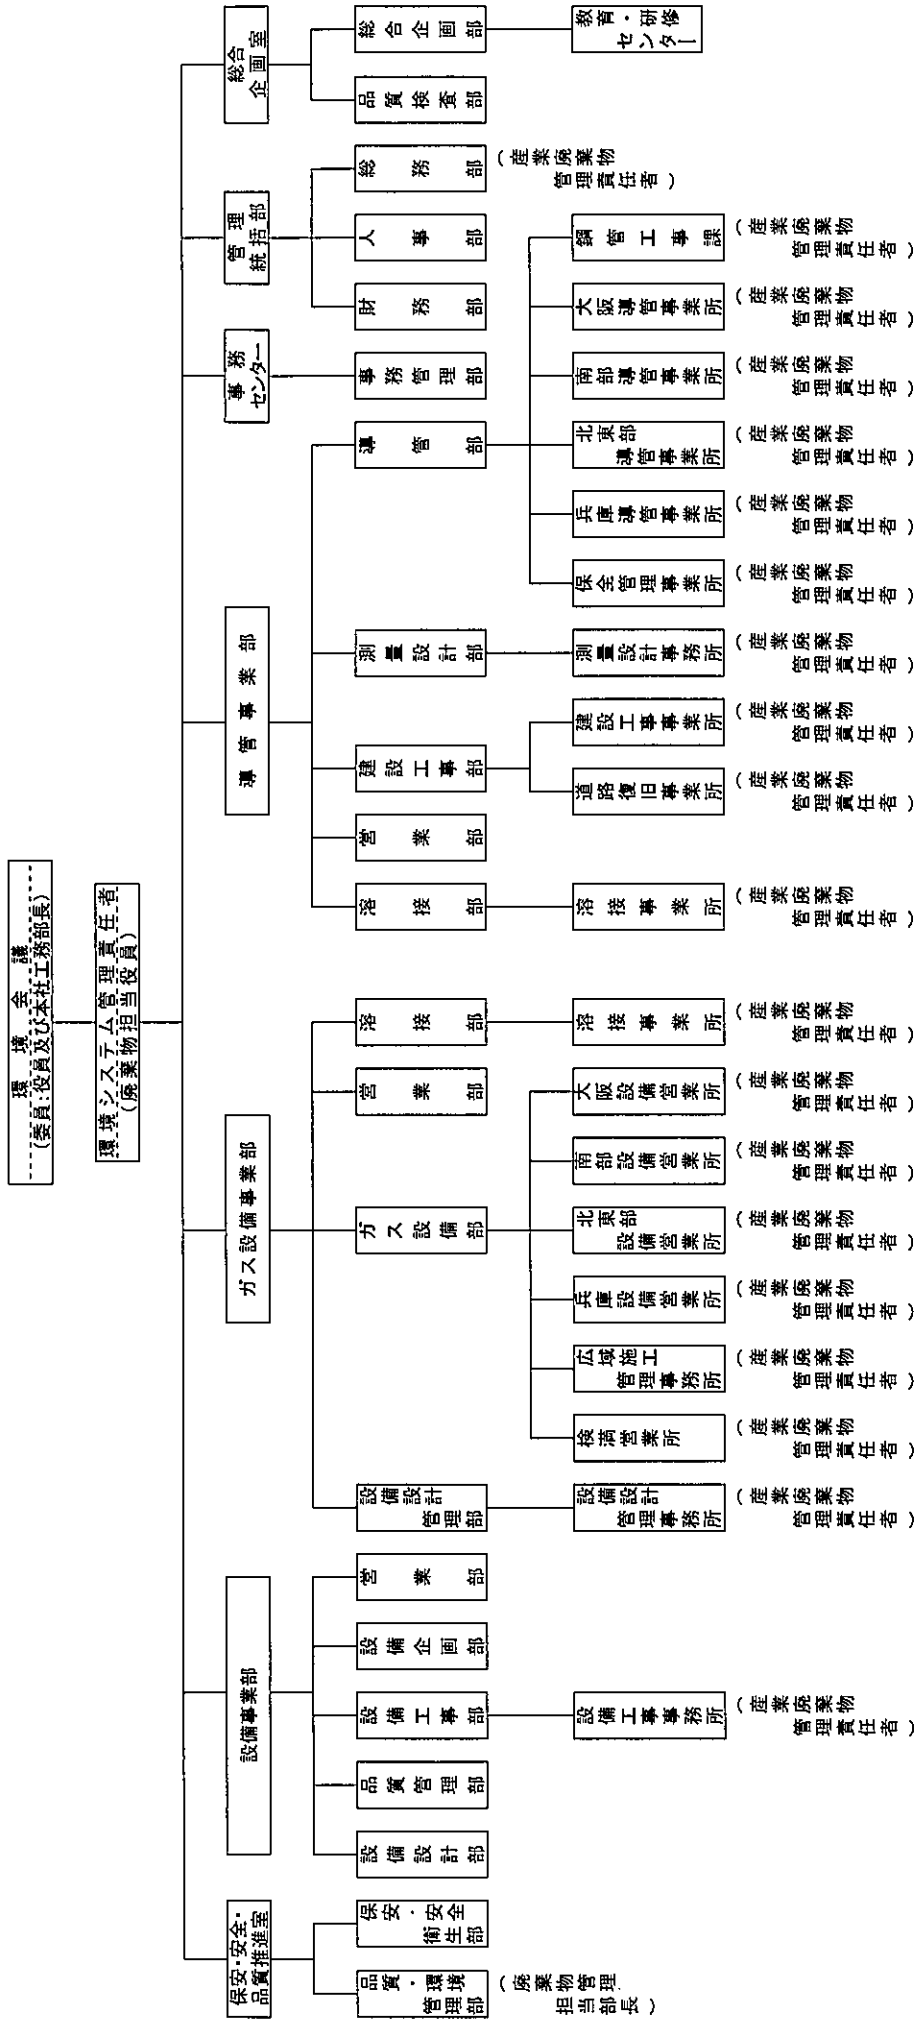 環境会議
(委員:役員及び本社工務部長)
環境システム管理責任者
(廃棄物担当役員)
保安・安全・
品質推進室
品質・環境
管理部
(廃棄物管理
担当部長)
保安・安全
衛生部
設備事業部
設備設計部
品質管理部
設備工事部
設備工事事務所
(産業廃棄物
管理責任者)
設備企画部
営業部
ガス設備事業部
設備設計
管理部
設備設計
管理事務所
(産業廃棄物
管理責任者)
ガス設備部
検満営業所
(産業廃棄物
管理責任者)
広域施工
管理事務所
(産業廃棄物
管理責任者)
兵庫設備営業所
(産業廃棄物
管理責任者)
北東部
設備営業所
(産業廃棄物
管理責任者)
南部設備営業所
(産業廃棄物
管理責任者)
大阪設備営業所
(産業廃棄物
管理責任者)
営業部
溶接部
溶接事業所
(産業廃棄物
管理責任者)
導管事業部
溶接部
溶接事業所
(産業廃棄物
管理責任者)
営業部
建設工事部
道路復旧事業所
(産業廃棄物
管理責任者)
建設工事事業所
(産業廃棄物
管理責任者)
測量設計部
測量設計事務所
(産業廃棄物
管理責任者)
導管部
保全管理事業所
(産業廃棄物
管理責任者)
兵庫導管事業所
(産業廃棄物
管理責任者)
北東部
導管事業所
(産業廃棄物
管理責任者)
南部導管事業所
(産業廃棄物
管理責任者)
大阪導管事業所
(産業廃棄物
管理責任者)
鋼管工事課
(産業廃棄物
管理責任者)
事務
センター
事務管理部
管理
統括部
財務部
人事部
総務部
(産業廃棄物
管理責任者)
総合
企画室
品質検査部
総合企画部
教育・研修
センター